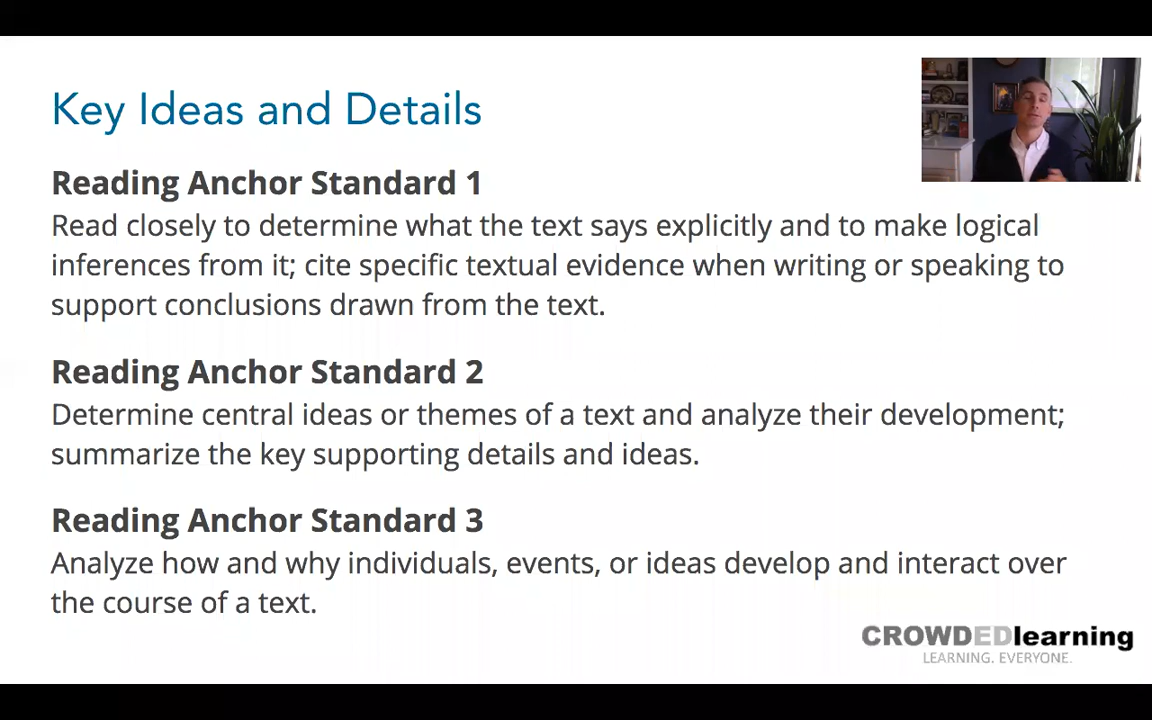 Key Ideas and Details
Reading Anchor Standard 1
Read closely to determine what the text says explicitly and to make logical
inferences from it; cite specific textual evidence when writing or speaking to
support conclusions drawn from the text.
Reading Anchor Standard 2
Determine central ideas or themes of a text and analyze their development;
summarize the key supporting details and ideas.
Reading Anchor Standard 3
Analyze how and why individuals, events, or ideas develop and interact over
the course of a text.
CROWDEDlearning
LEARNING. EVERYONE.